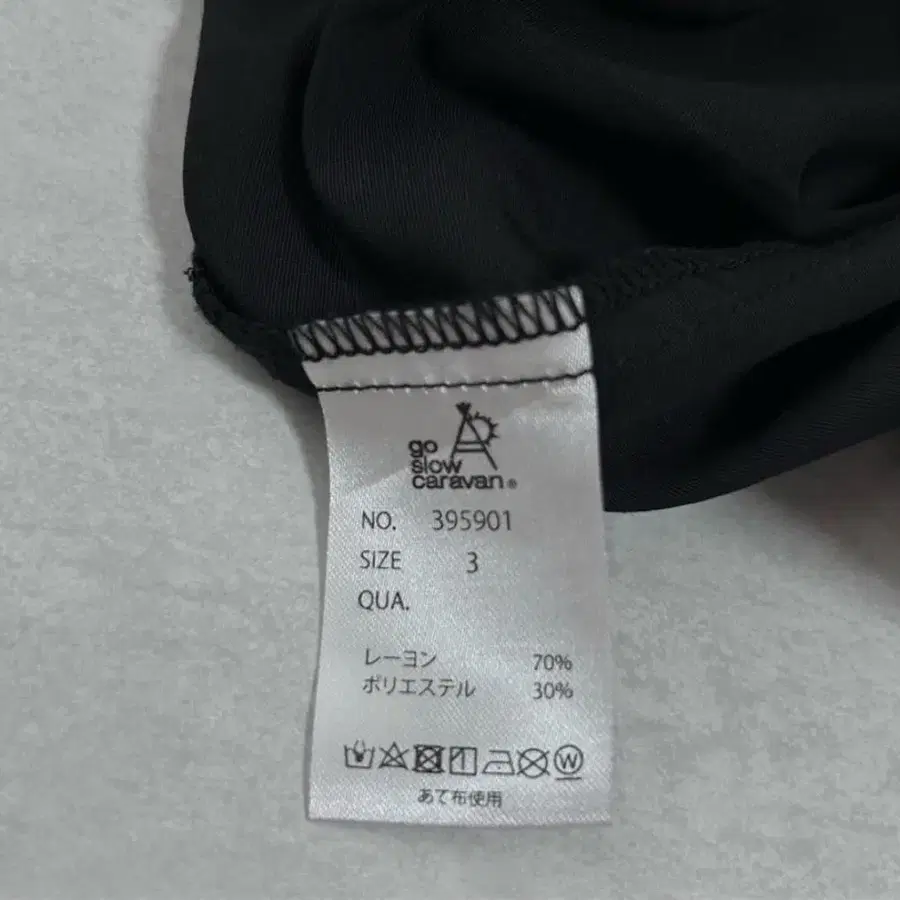 go
slow
caravan®
NO. 395901
SIZE 3
QUA.
レーヨン 70%
ポリエステル 30%
W
あて布使用